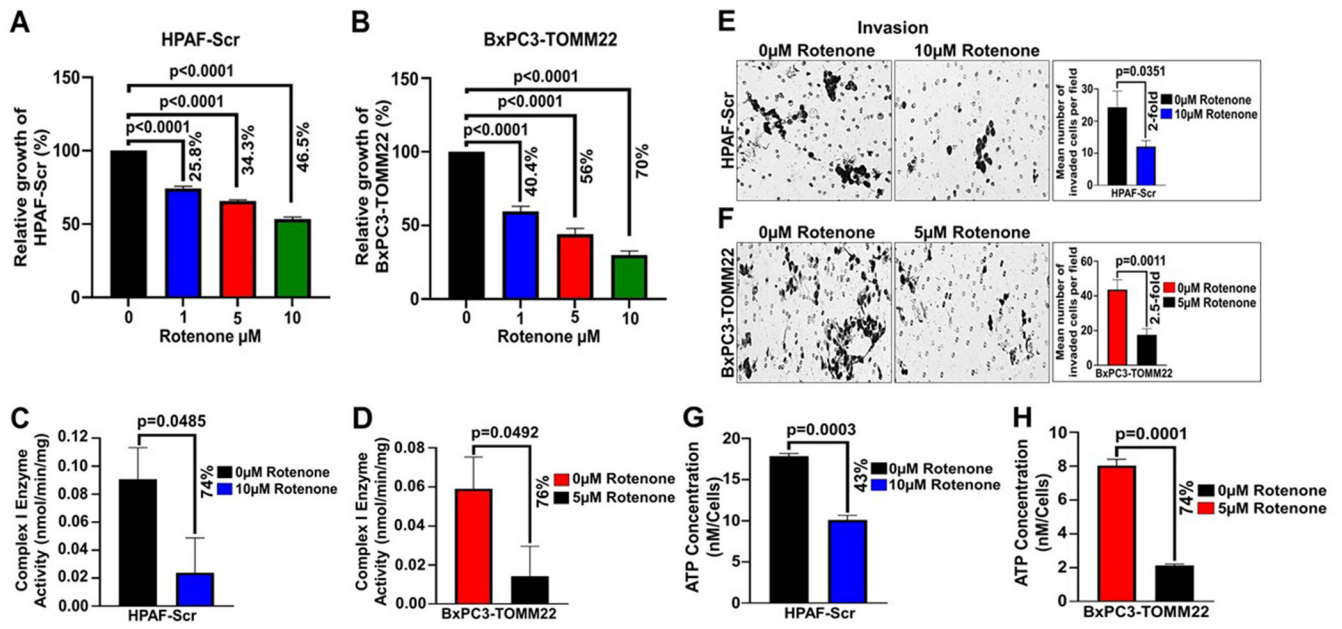 A
HPAF-Scr
Relative growth of
HPAF-Scr (%)
150
100
50
0
p<0.0001
p<0.0001
p<0.0001
25.8%
34.3%
46.5%
0 1 5 10
Rotenone µM
B
BxPC3-TOMM22
Relative growth of
BxPC3-TOMM22 (%)
150
100
50
0
p<0.0001
p<0.0001
p<0.0001
40.4%
56%
70%
0 1 5 10
Rotenone µM
E
Invasion
0µM Rotenone 10µM Rotenone
HPAF-Scr
Mean number of
invaded cells per field
30
20
10
0
p=0.0351
2-fold
0µM Rotenone
10µM Rotenone
HPAF-Scr
F
0µM Rotenone 5µM Rotenone
BxPC3-TOMM22
Mean number of
invaded cells per field
60
40
20
0
p=0.0011
2.5-fold
0µM Rotenone
5µM Rotenone
BxPC3-TOMM22
C
Complex I Enzyme
Activity (nmol/min/mg)
0.12
0.10
0.08
0.06
0.04
0.02
0.00
p=0.0485
74%
0µM Rotenone
10µM Rotenone
HPAF-Scr
D
Complex I Enzyme
Activity (nmol/min/mg)
0.08
0.06
0.04
0.02
0.00
p=0.0492
76%
0µM Rotenone
5µM Rotenone
BxPC3-TOMM22
G
ATP Concentration
(nM/Cells)
20
15
10
5
0
p=0.0003
43%
0µM Rotenone
10µM Rotenone
HPAF-Scr
H
ATP Concentration
(nM/Cells)
10
8
6
4
2
0
p=0.0001
74%
0µM Rotenone
5µM Rotenone
BxPC3-TOMM22